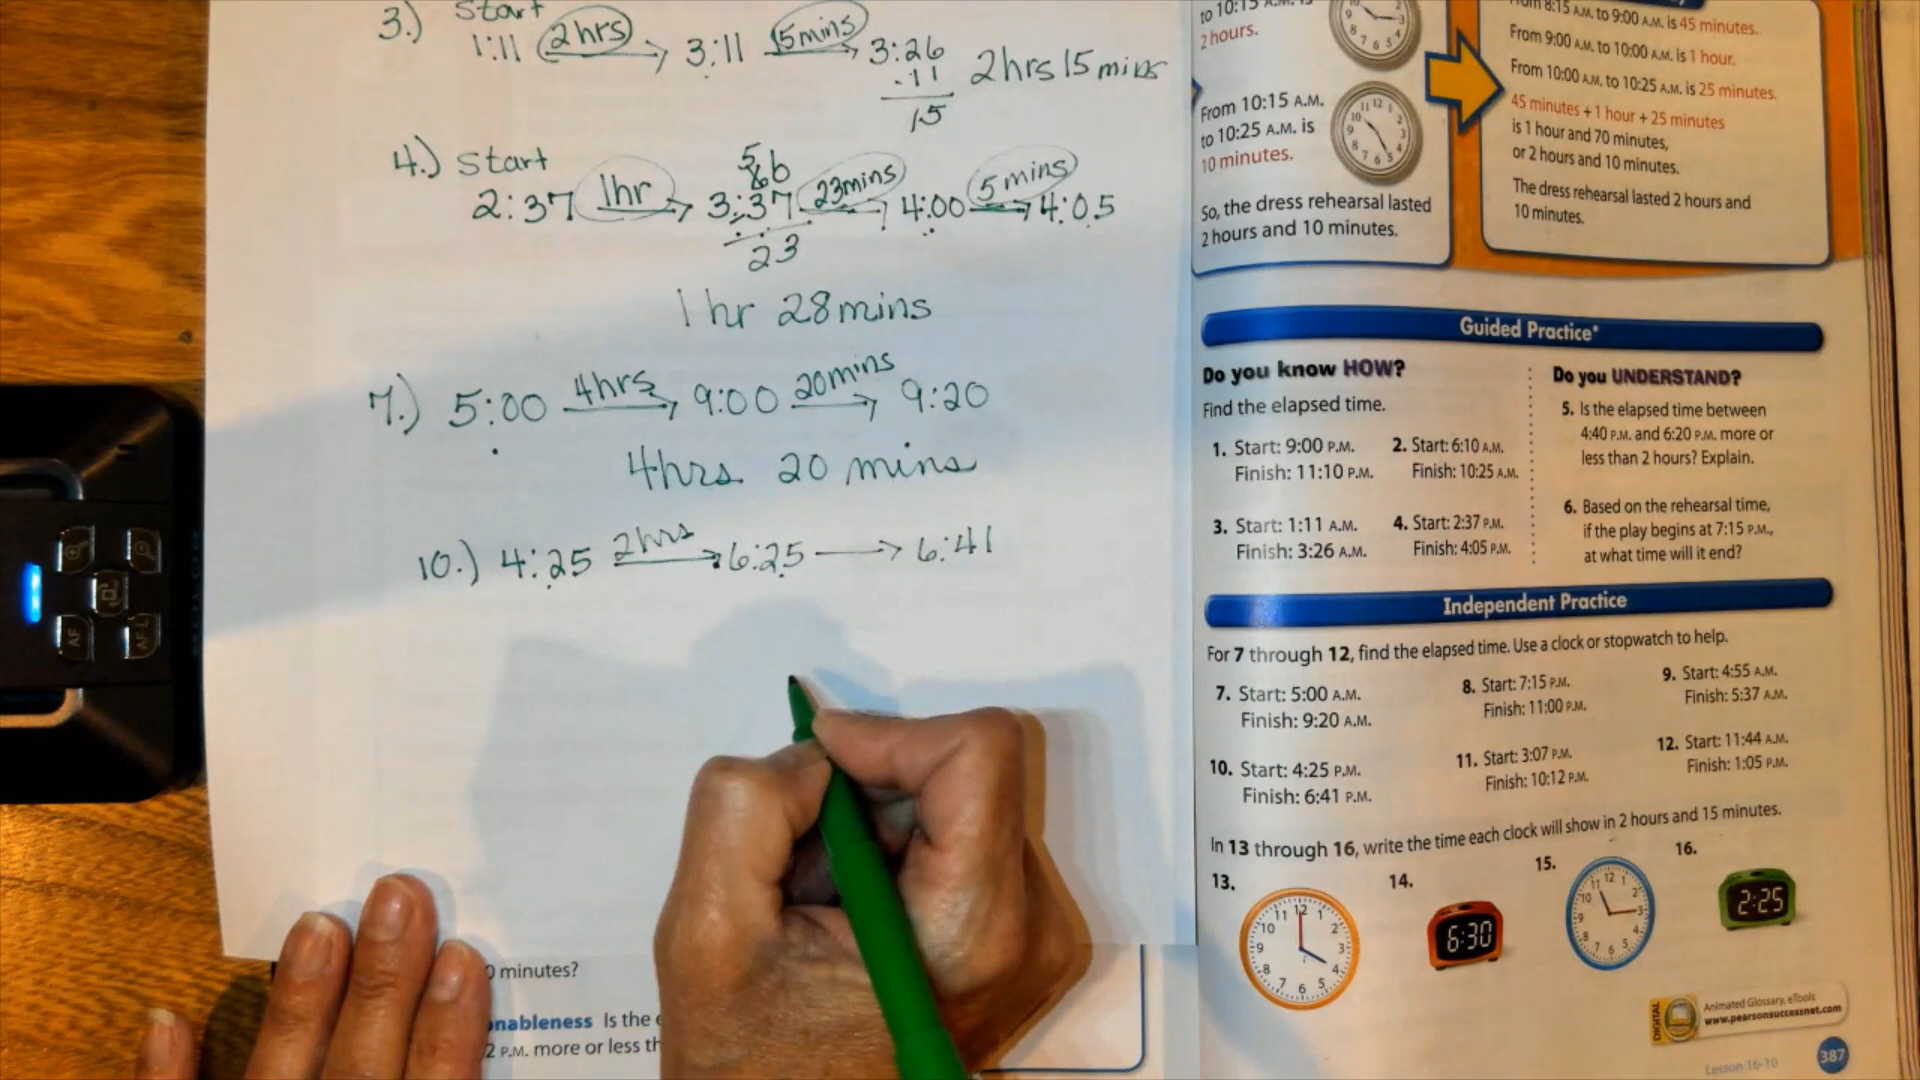 3.) Start
1:11 2hrs 3:11 15mins 3:26
-11
15
2hrs 15 mins
4.) Start
2:37 1hr 3:37 23mins 4:00 5 mins 4:05
23
1 hr 28 mins
7.) 5:00 4hrs 9:00 20mins 9:20
4hrs. 20 mins
10.) 4:25 2hrs 6:25 6:41
0 minutes?
nableness Is the
2 P.M. more or less th
to 10:15 A.M. is
2 hours.
From 10:15 A.M.
to 10:25 A.M. is
10 minutes.
So, the dress rehearsal lasted
2 hours and 10 minutes.
From 8:15 A.M. to 9:00 A.M. is 45 minutes.
From 9:00 A.M. to 10:00 A.M. is 1 hour.
From 10:00 A.M. to 10:25 A.M. is 25 minutes.
45 minutes + 1 hour + 25 minutes
is 1 hour and 70 minutes,
or 2 hours and 10 minutes.
The dress rehearsal lasted 2 hours and
10 minutes.
Guided Practice*
Do you know HOW?
Find the elapsed time.
1. Start: 9:00 P.M.
Finish: 11:10 P.M.
2. Start: 6:10 A.M.
Finish: 10:25 A.M.
3. Start: 1:11 A.M.
Finish: 3:26 A.M.
4. Start: 2:37 P.M.
Finish: 4:05 P.M.
Do you UNDERSTAND?
5. Is the elapsed time between
4:40 P.M. and 6:20 P.M. more or
less than 2 hours? Explain.
6. Based on the rehearsal time,
if the play begins at 7:15 P.M.,
at what time will it end?
Independent Practice
For 7 through 12, find the elapsed time. Use a clock or stopwatch to help.
7. Start: 5:00 A.M.
Finish: 9:20 A.M.
8. Start: 7:15 P.M.
Finish: 11:00 P.M.
9. Start: 4:55 A.M.
Finish: 5:37 A.M.
10. Start: 4:25 P.M.
Finish: 6:41 P.M.
11. Start: 3:07 P.M.
Finish: 10:12 P.M.
12. Start: 11:44 A.M.
Finish: 1:05 P.M.
In 13 through 16, write the time each clock will show in 2 hours and 15 minutes.
13.
14.
6:30
15.
16.
2:25
DIGITAL
Animated Glossary, eTools
www.pearsonsuccessnet.com
Lesson 16-10
387
AF
AF-L